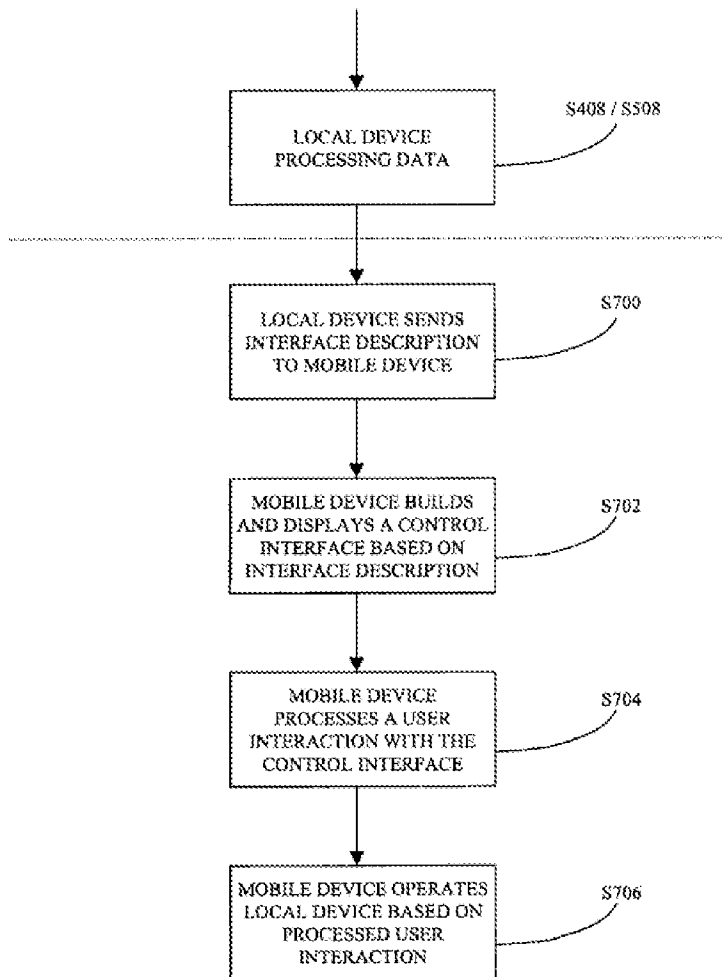 LOCAL DEVICE
PROCESSING DATA
S408 / S508
LOCAL DEVICE SENDS
INTERFACE DESCRIPTION
TO MOBILE DEVICE
S700
MOBILE DEVICE BUILDS
AND DISPLAYS A CONTROL
INTERFACE BASED ON
INTERFACE DESCRIPTION
S702
MOBILE DEVICE
PROCESSES A USER
INTERACTION WITH THE
CONTROL INTERFACE
S704
MOBILE DEVICE OPERATES
LOCAL DEVICE BASED ON
PROCESSED USER
INTERACTION
S706